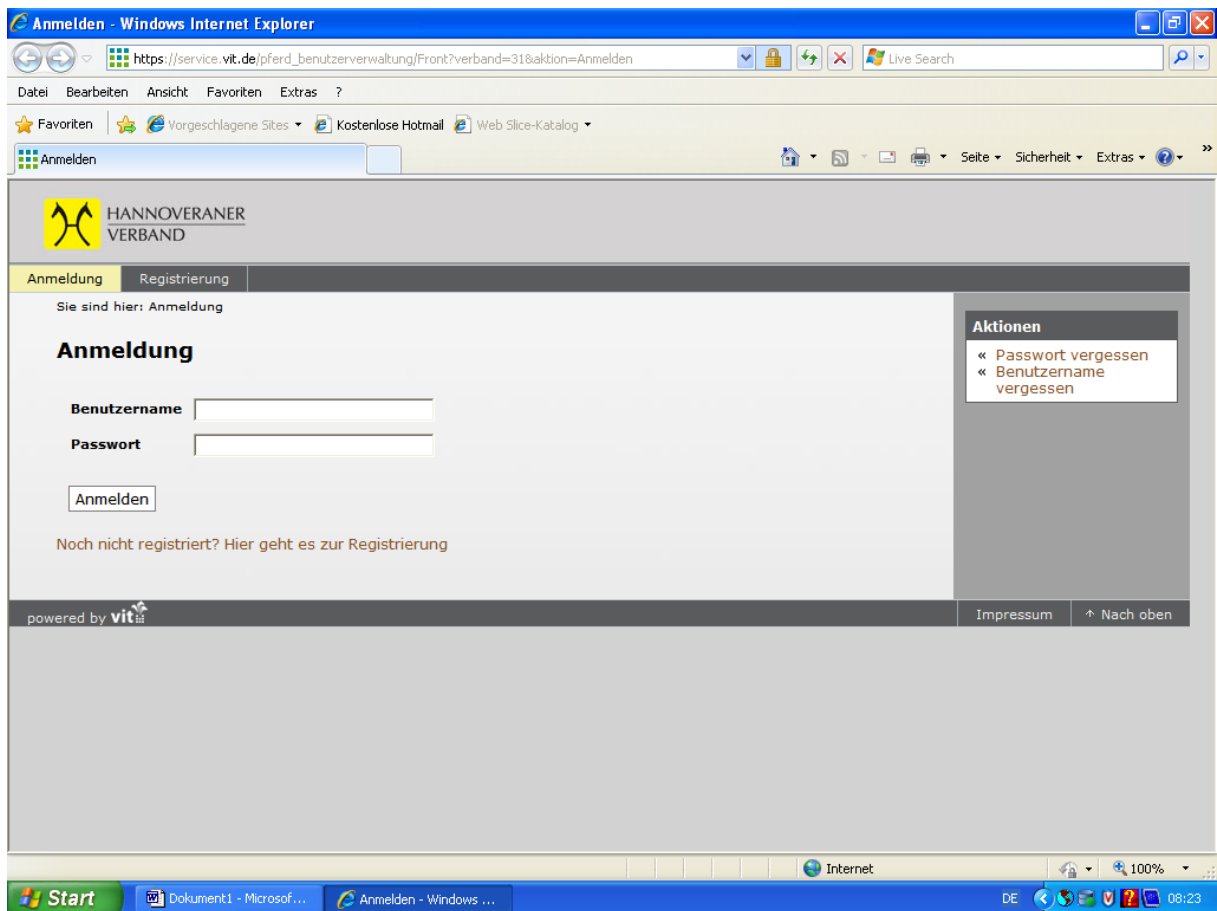 Anmelden - Windows Internet Explorer
https://service.vit.de/pferd_benutzerverwaltung/Front?verband=31&aktion=Anmelden
Live Search
Datei Bearbeiten Ansicht Favoriten Extras ?
Favoriten Vorgeschlagene Sites Kostenlose Hotmail Web Slice-Katalog
Anmelden
Seite Sicherheit Extras »
HANNOVERANER
VERBAND
Anmeldung Registrierung
Sie sind hier: Anmeldung
Anmeldung
Benutzername
Passwort
Anmelden
Noch nicht registriert? Hier geht es zur Registrierung
Aktionen
« Passwort vergessen
« Benutzername
vergessen
powered by vit
Impressum ↑ Nach oben
Internet 100%
Start Dokument1 - Microsof... Anmelden - Windows ... DE 08:23